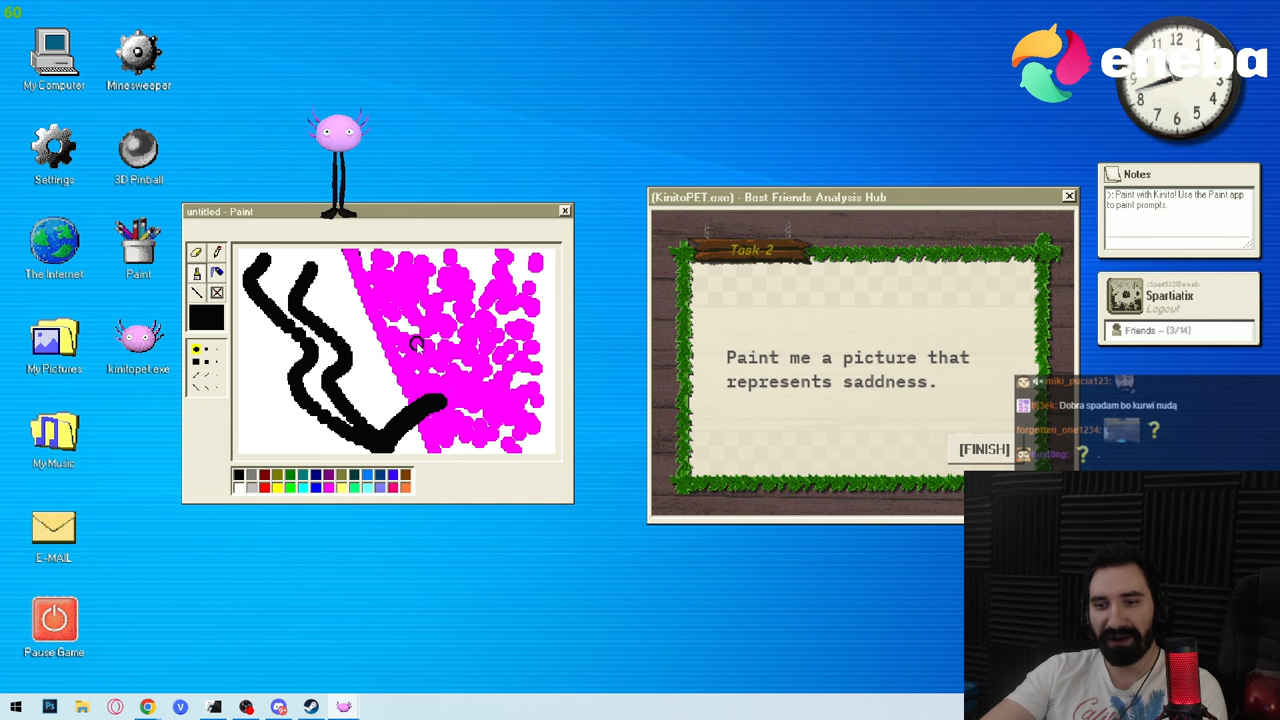 60
My Computer
Minesweeper
Settings
3D Pinball
The Internet
Paint
My Pictures
kinitopet.exe
My Music
E-MAIL
Pause Game
untitled - Paint
(KinitoPET.exe) - Best Friends Analysis Hub
Task 2
Paint me a picture that
represents saddness.
[FINISH]
eneba
Notes
>: Paint with Kinito! Use the Paint app
to paint prompts.
Spartiatix
Logout
Friends - (3/14)
miki_pucia123:
Dobra spadam bo kurwi nudą
forgotten_one1234:
Ps